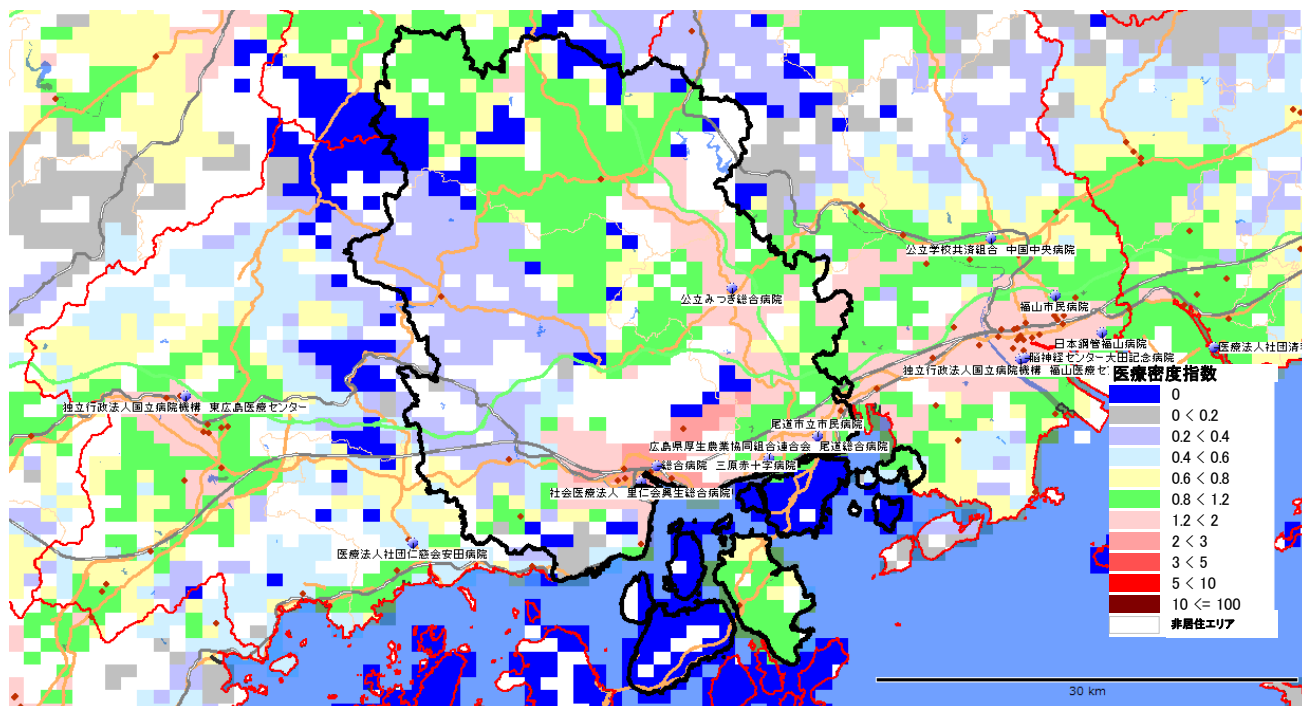 公立学校共済組合 中国中央病院
公立みつぎ総合病院
福山市民病院
日本鋼管福山病院
医療法人社団済
脳神経センター大田記念病院
独立行政法人国立病院機構 福山医療セ
独立行政法人国立病院機構 東広島医療センター
尾道市立市民病院
広島県厚生農業協同組合連合会 尾道総合病院
総合病院 三原赤十字病院
社会医療法人 里仁会興生総合病院
医療法人社団仁慈会安田病院
医療密度指数
0
0 < 0.2
0.2 < 0.4
0.4 < 0.6
0.6 < 0.8
0.8 < 1.2
1.2 < 2
2 < 3
3 < 5
5 < 10
10 <= 100
非居住エリア
30 km